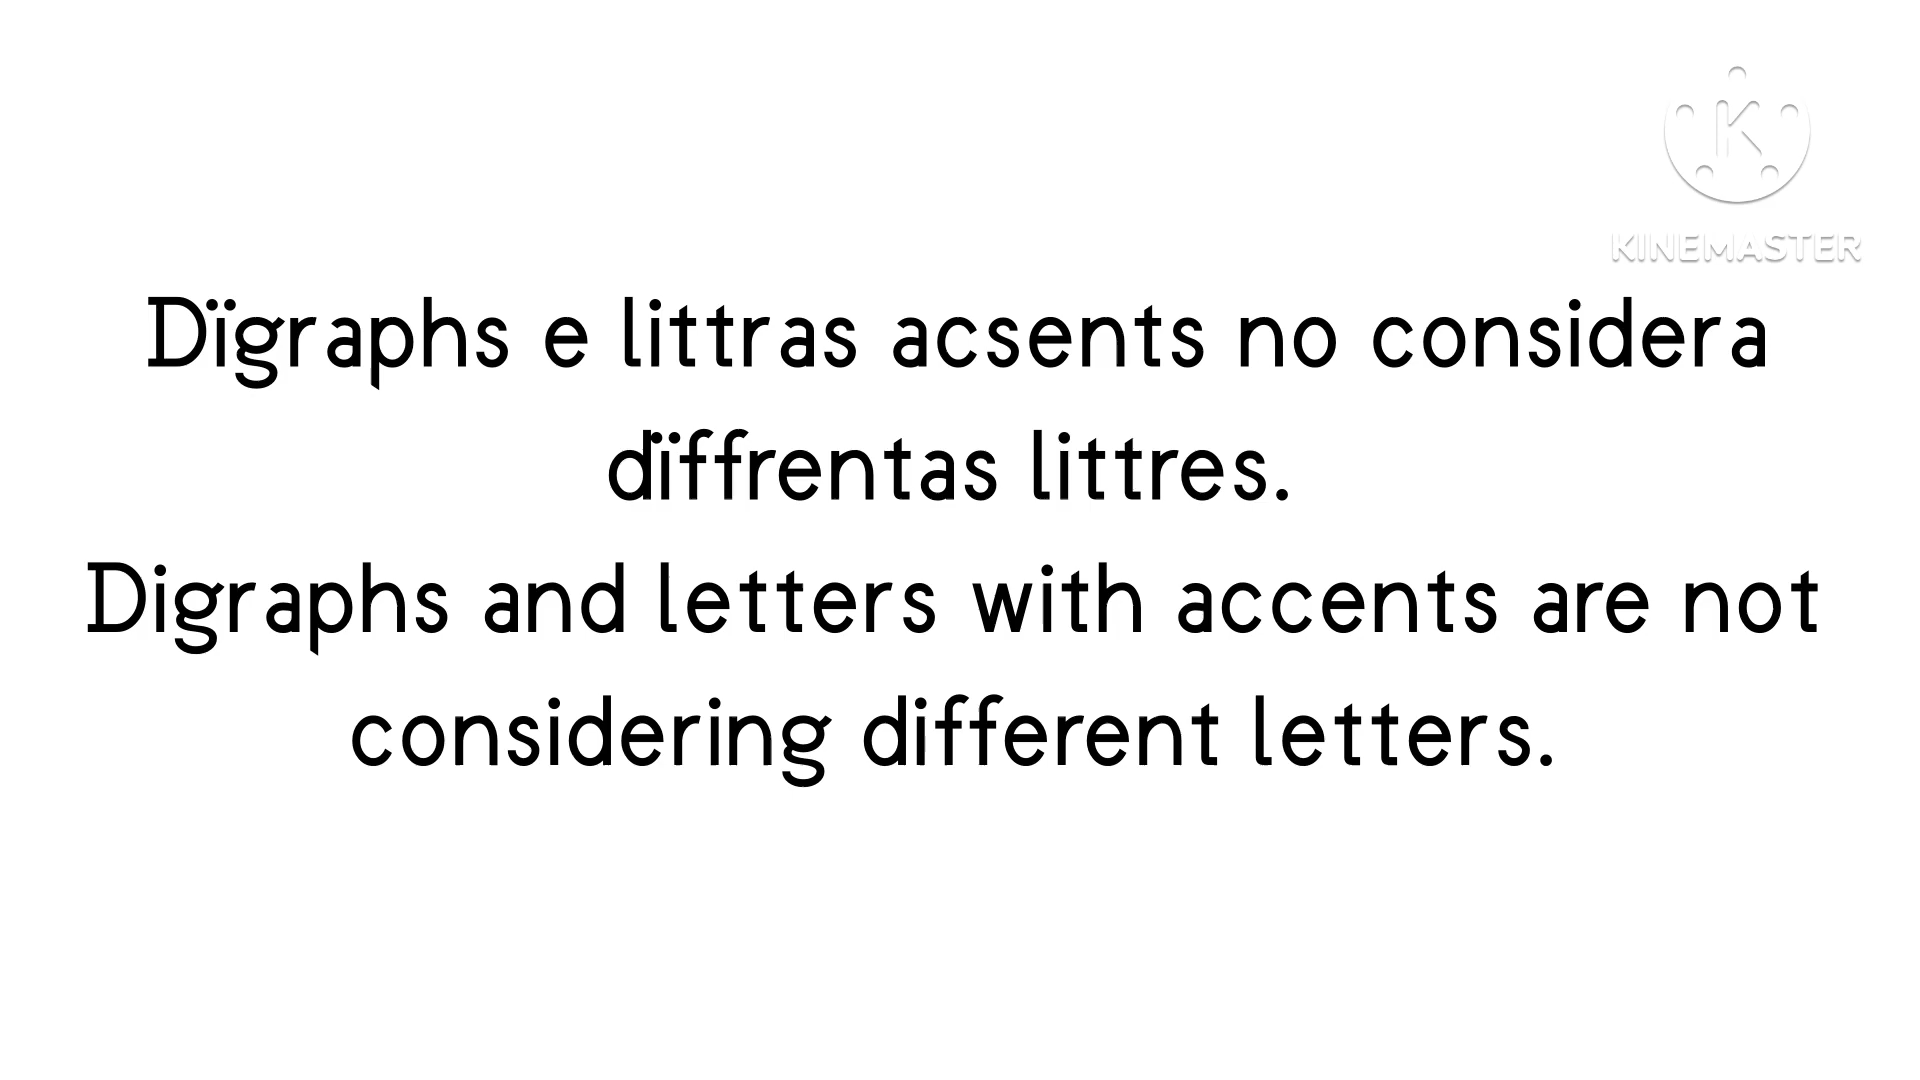 KINEMASTER
Dïgraphs e littras acsents no considera
dïffrentas littres.
Digraphs and letters with accents are not
considering different letters.